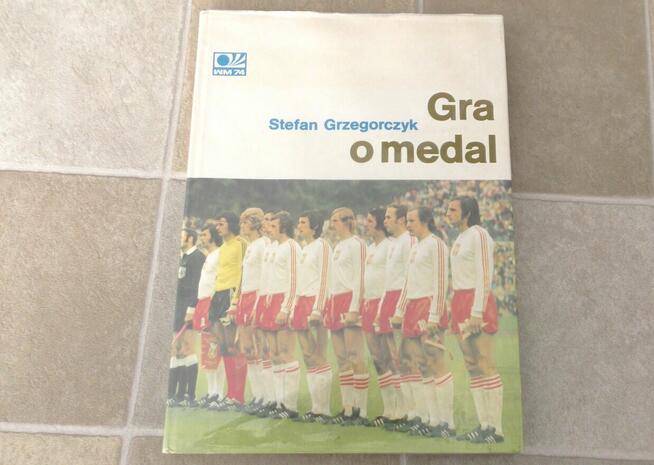 WM 74
Gra
Stefan Grzegorczyk
o medal